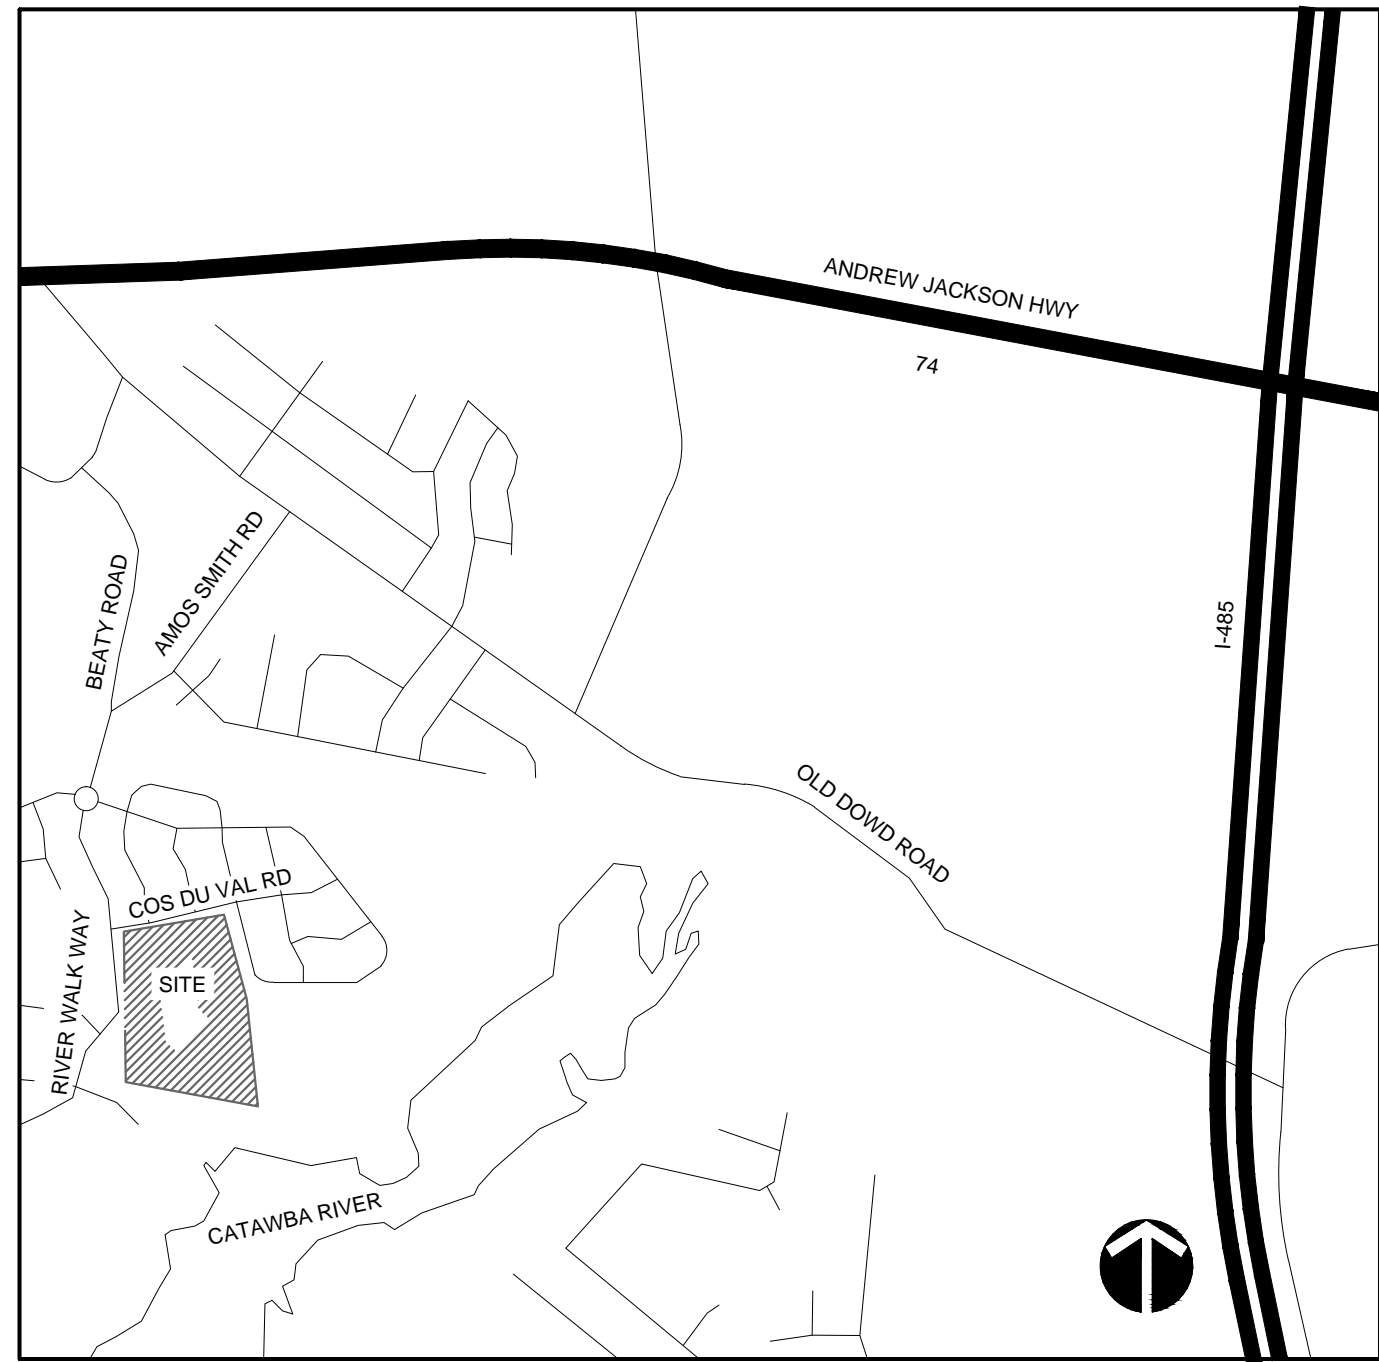 ANDREW JACKSON HWY
74
AMOS SMITH RD
BEATY ROAD
I-485
OLD DOWD ROAD
COS DU VAL RD
RIVER WALK WAY
SITE
CATAWBA RIVER